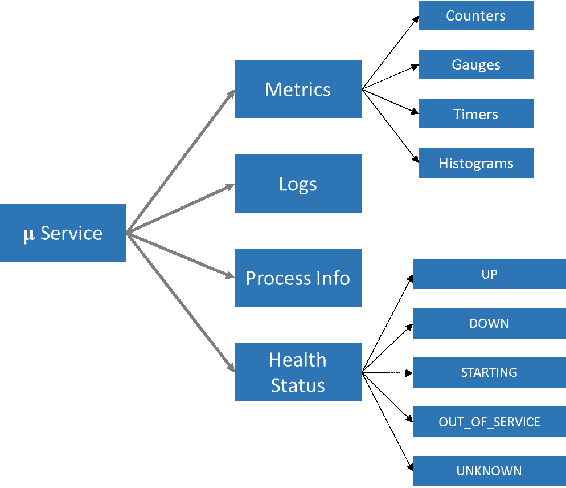 μ Service
Metrics
Logs
Process Info
Health
Status
Counters
Gauges
Timers
Histograms
UP
DOWN
STARTING
OUT_OF_SERVICE
UNKNOWN